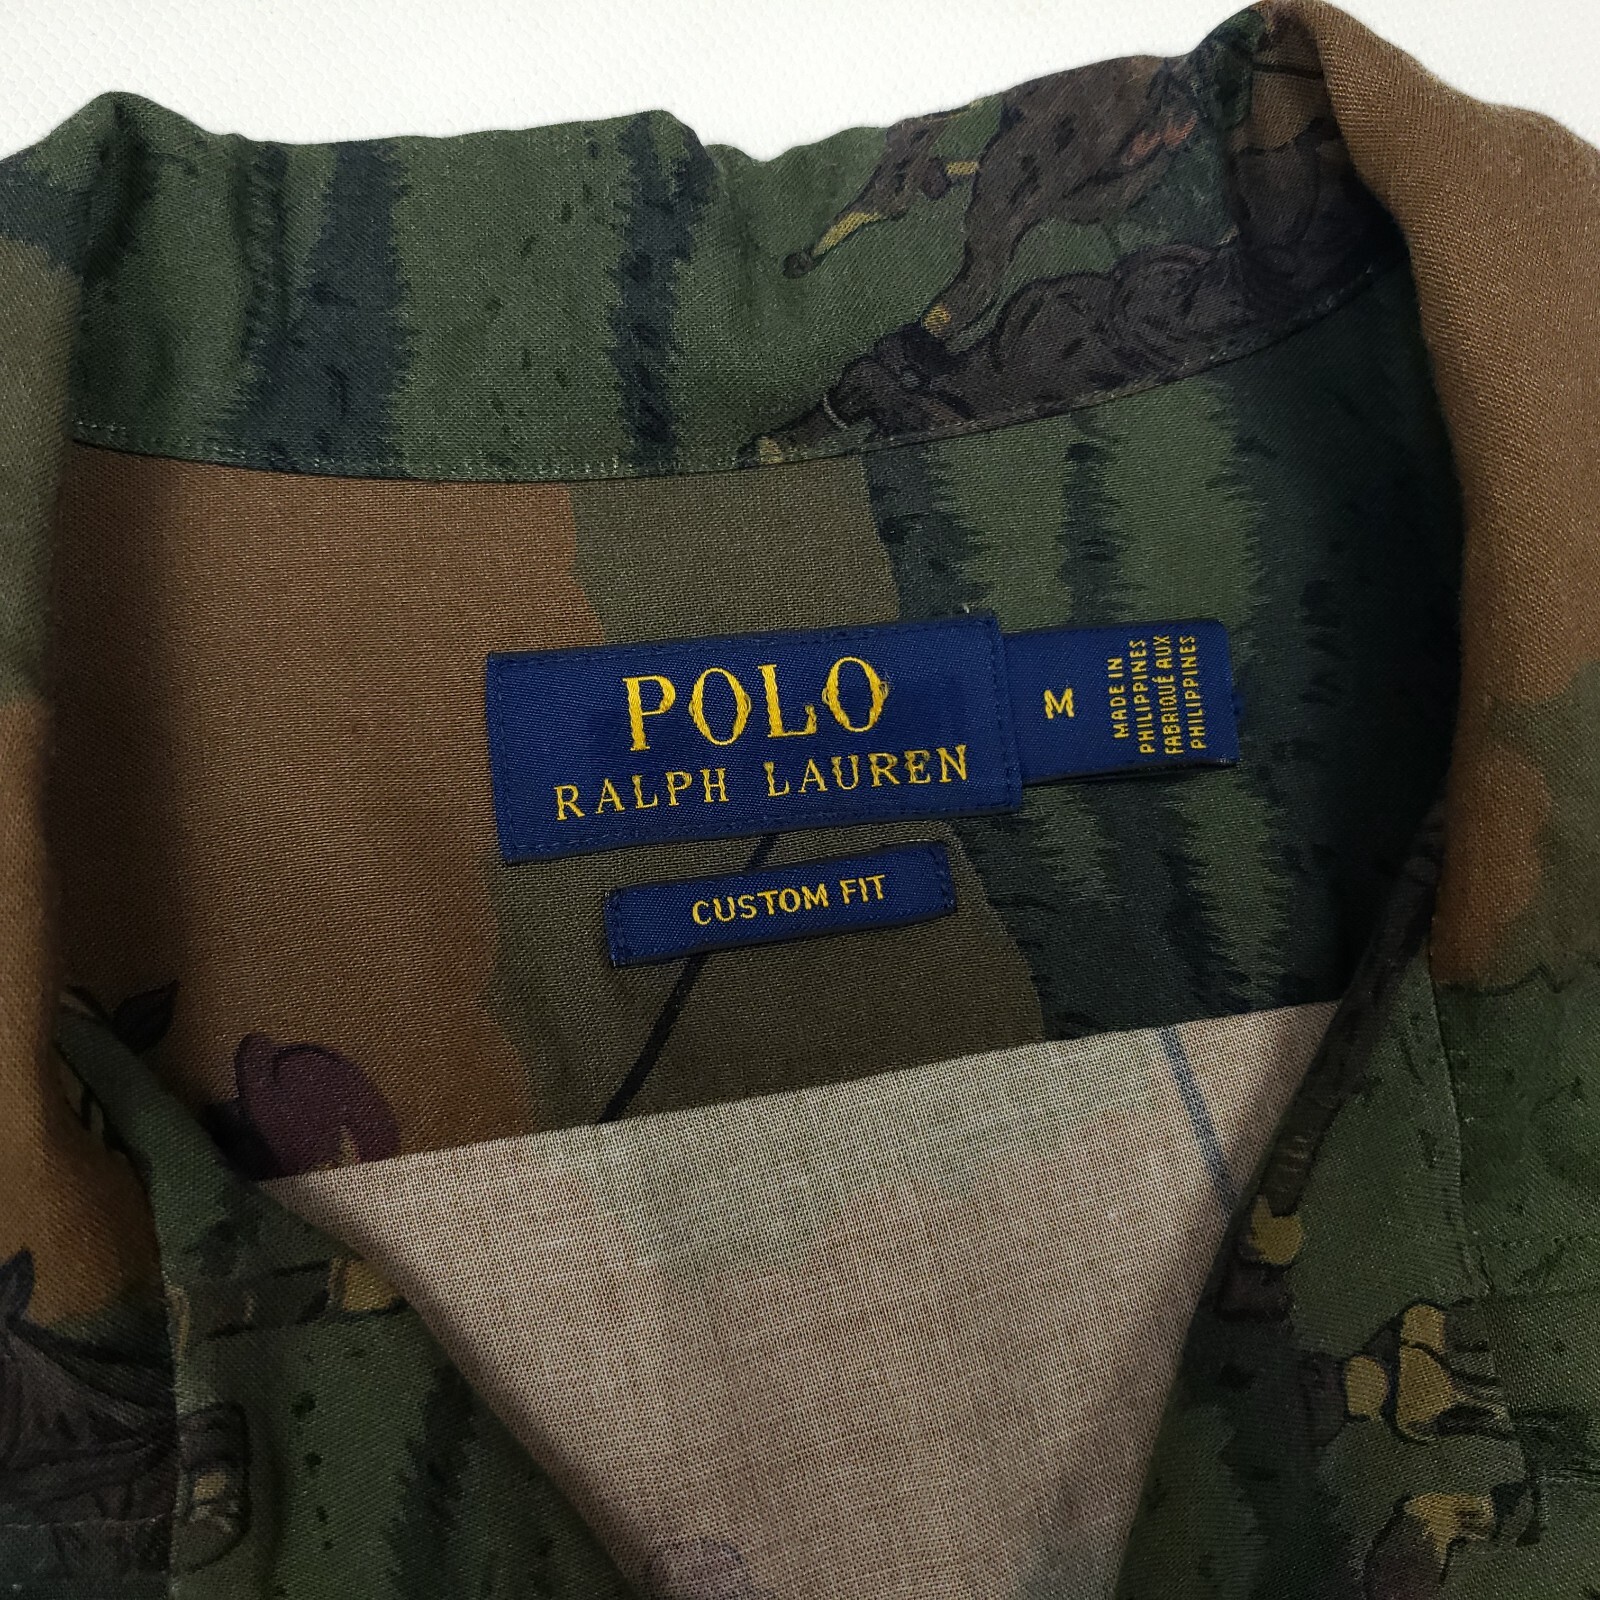 POLO
RALPH LAUREN
M
MADE IN
PHILIPPINES
FABRIQUÉ AUX
PHILIPPINES
CUSTOM FIT